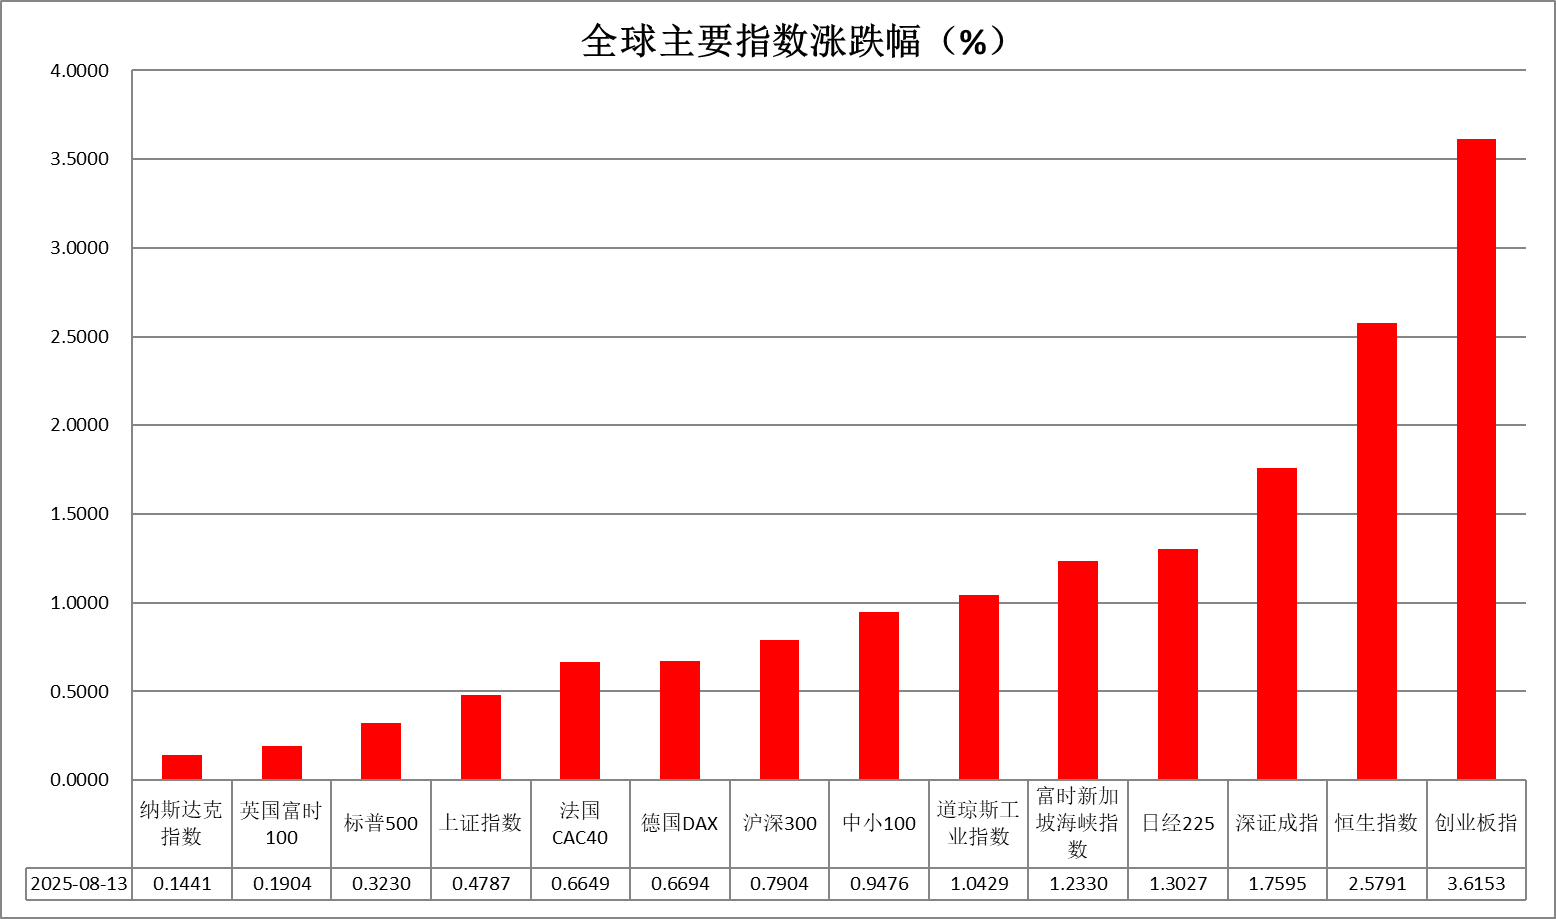 全球主要指数涨跌幅（%）
4.0000
3.5000
3.0000
2.5000
2.0000
1.5000
1.0000
0.5000
0.0000
纳斯达克
指数
英国富时
100
标普500
上证指数
法国
CAC40
德国DAX
沪深300
中小100
道琼斯工
业指数
富时新加
坡海峡指
数
日经225
深证成指
恒生指数
创业板指
2025-08-13 0.1441 0.1904 0.3230 0.4787 0.6649 0.6694 0.7904 0.9476 1.0429 1.2330 1.3027 1.7595 2.5791 3.6153